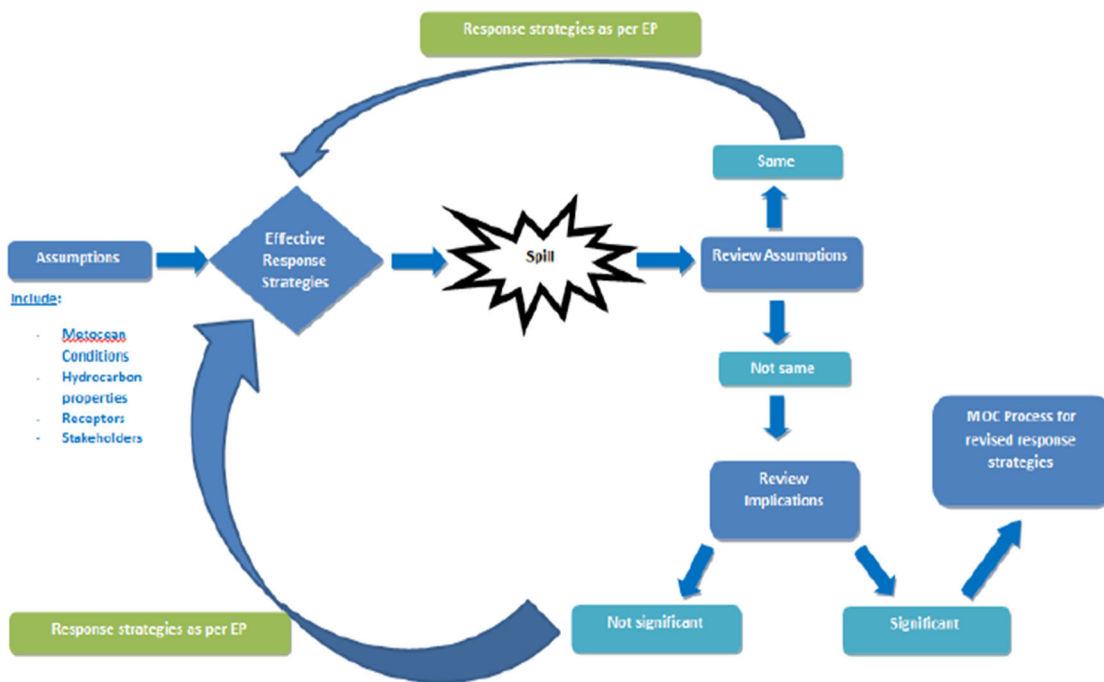 Response strategies as per EP
Same
Assumptions
Effective
Response
Strategies
Spill
Review Assumptions
Include:
- Metocean
Conditions
- Hydrocarbon
properties
- Receptors
- Stakeholders
Not same
MOC Process for
revised response
strategies
Review
Implications
Response strategies as per EP
Not significant
Significant